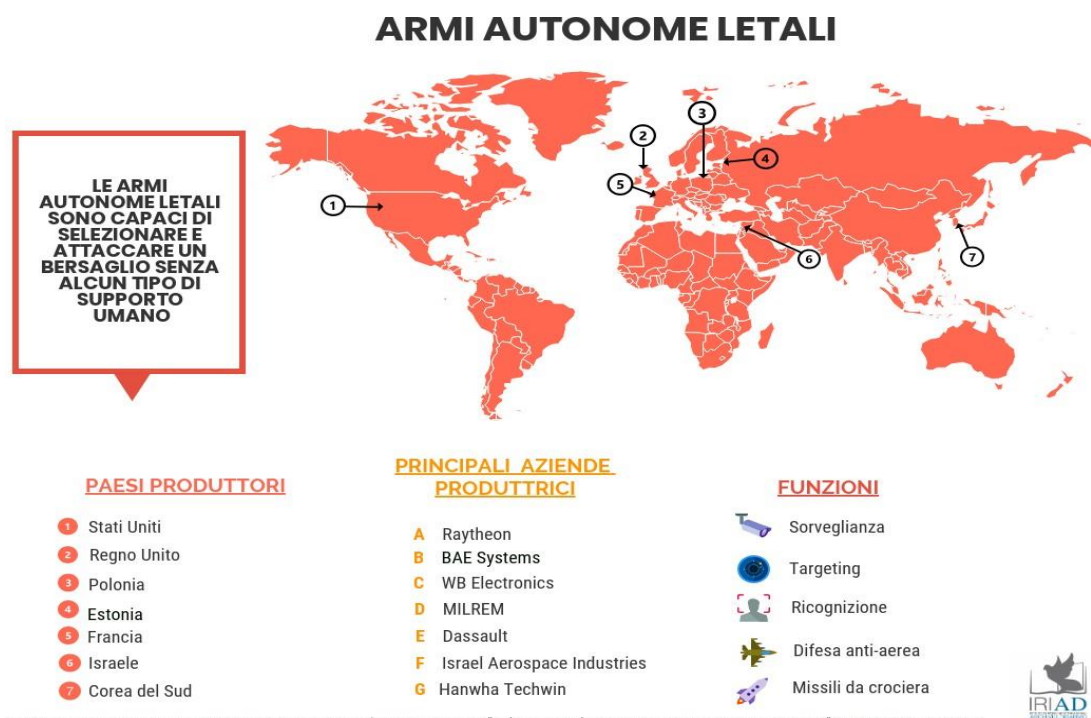 ARMI AUTONOME LETALI
LE ARMI
AUTONOME LETALI
SONO CAPACI DI
SELEZIONARE E
ATTACCARE UN
BERSAGLIO SENZA
ALCUN TIPO DI
SUPPORTO
UMANO
1
2
3
4
5
6
7
PAESI PRODUTTORI
1 Stati Uniti
2 Regno Unito
3 Polonia
4 Estonia
5 Francia
6 Israele
7 Corea del Sud
PRINCIPALI AZIENDE
PRODUTTRICI
A Raytheon
B BAE Systems
C WB Electronics
D MILREM
E Dassault
F Israel Aerospace Industries
G Hanwha Techwin
FUNZIONI
Sorveglianza
Targeting
Ricognizione
Difesa anti-aerea
Missili da crociera
IRIAD